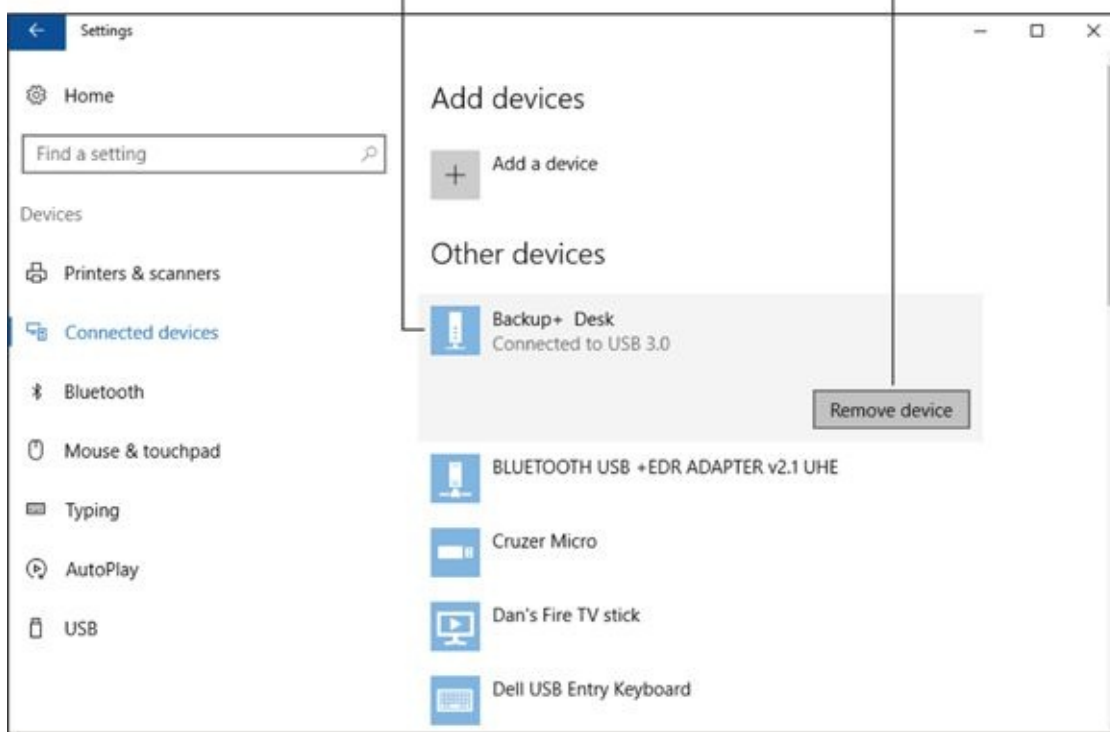 Settings
Home
Find a setting
Devices
Printers & scanners
Connected devices
Bluetooth
Mouse & touchpad
Typing
AutoPlay
USB
Add devices
Add a device
Other devices
Backup+ Desk
Connected to USB 3.0
Remove device
BLUETOOTH USB +EDR ADAPTER v2.1 UHE
Cruzer Micro
Dan's Fire TV stick
Dell USB Entry Keyboard